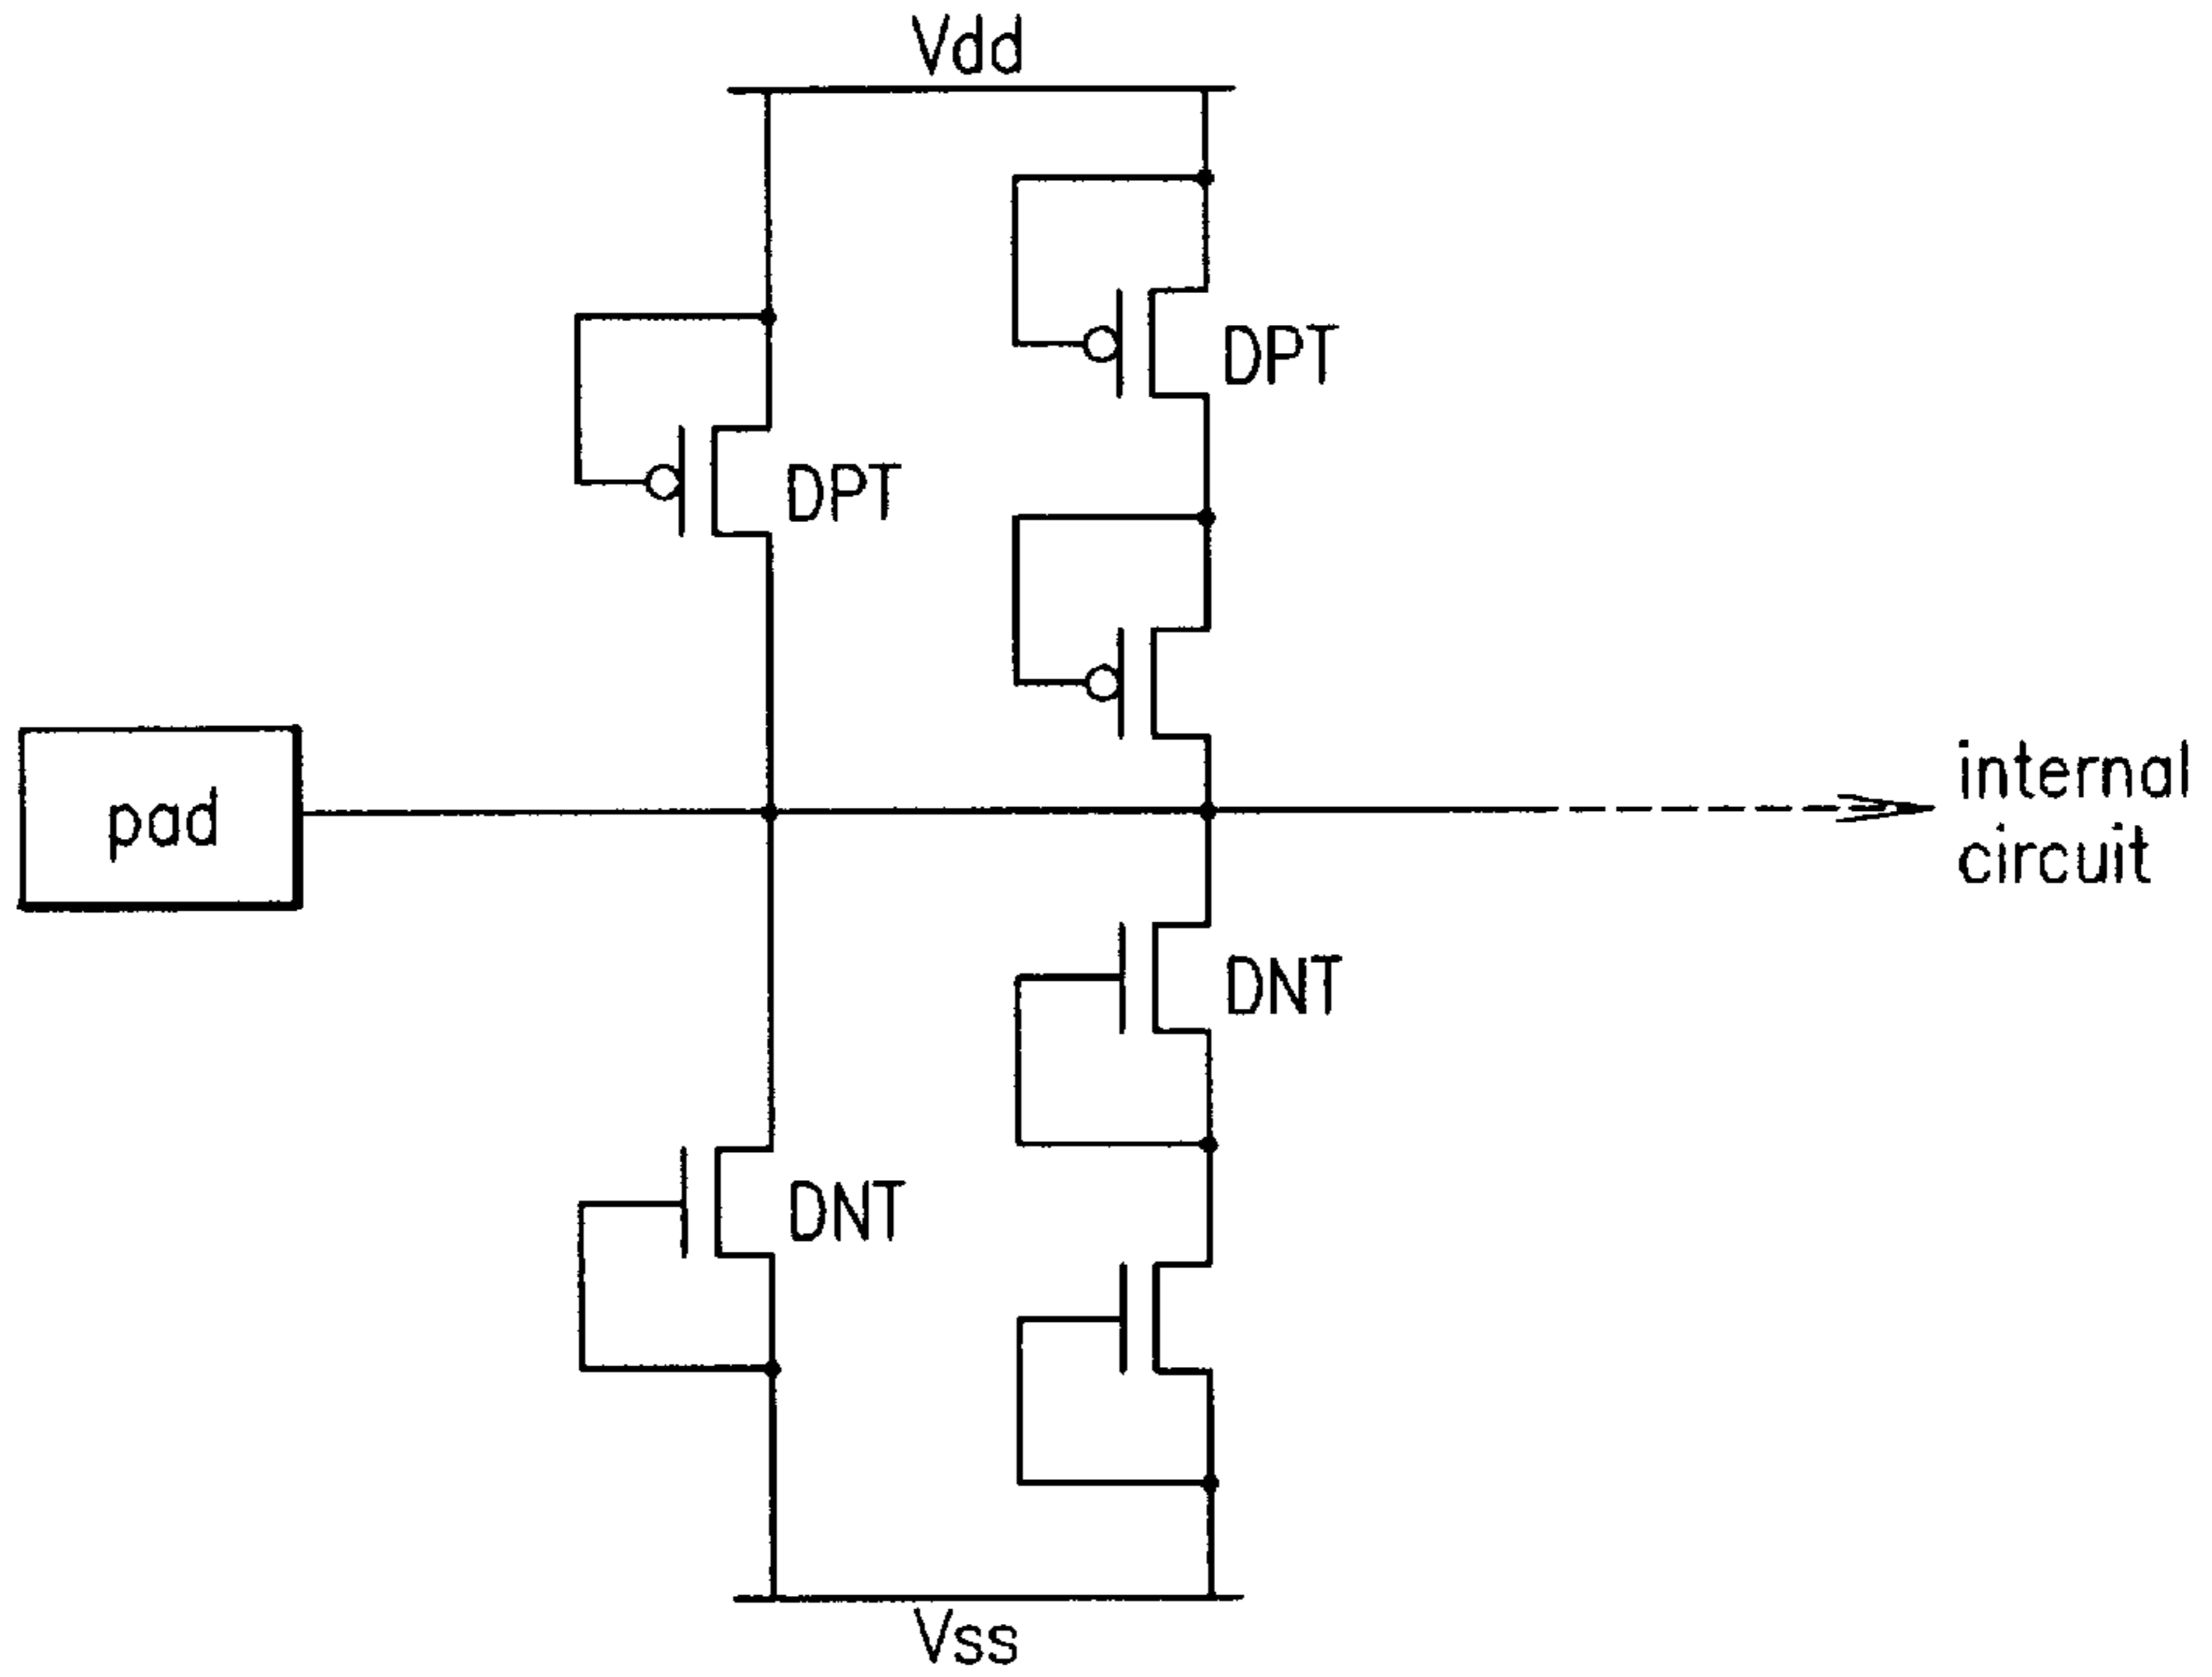 Vdd
DPT
DPT
pad
internal
circuit
DNT
DNT
Vss